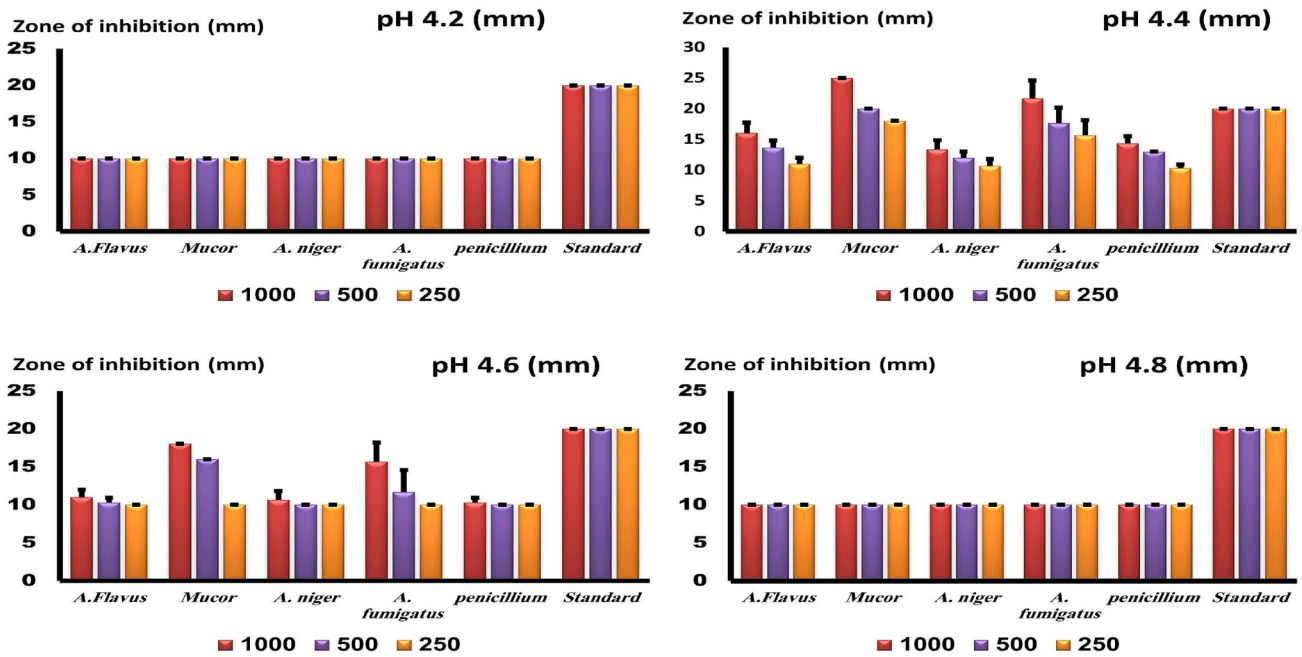 Zone of inhibition (mm)
pH 4.2 (mm)
25
20
15
10
5
0
A.Flavus Mucor A. niger A. fumigatus penicillium Standard
1000 500 250
Zone of inhibition (mm)
pH 4.4 (mm)
30
25
20
15
10
5
0
A.Flavus Mucor A. niger A. fumigatus penicillium Standard
1000 500 250
Zone of inhibition (mm)
pH 4.6 (mm)
25
20
15
10
5
0
A.Flavus Mucor A. niger A. fumigatus penicillium Standard
1000 500 250
Zone of inhibition (mm)
pH 4.8 (mm)
25
20
15
10
5
0
A.Flavus Mucor A. niger A. fumigatus penicillium Standard
1000 500 250